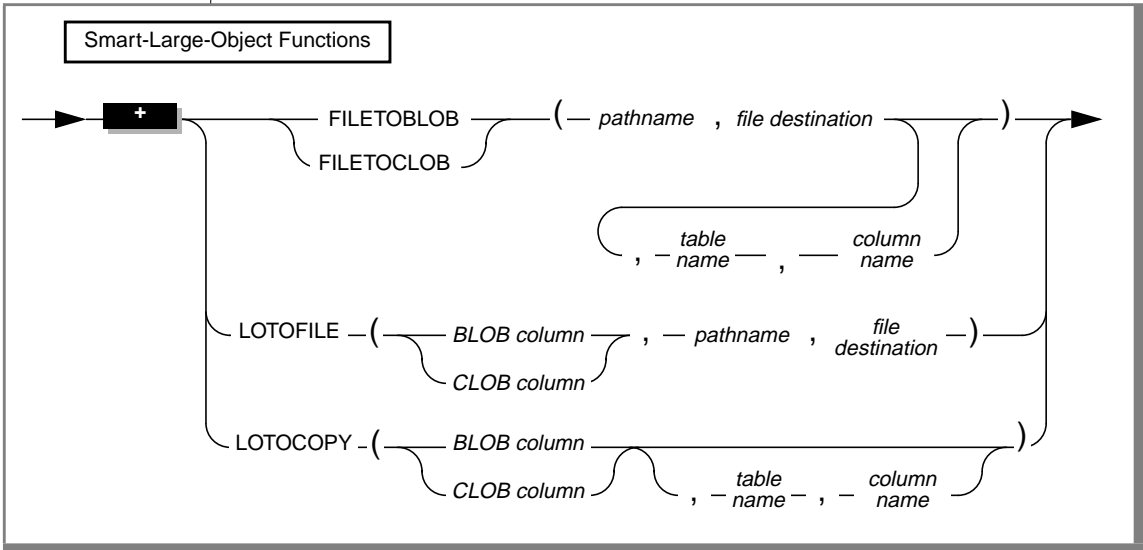 Smart-Large-Object Functions
+
FILETOBLOB ( pathname , file destination )
FILETOCLOB
, table name , column name
LOTOFILE ( BLOB column , pathname , file destination )
CLOB column
LOTOCOPY ( BLOB column )
CLOB column , table name , column name